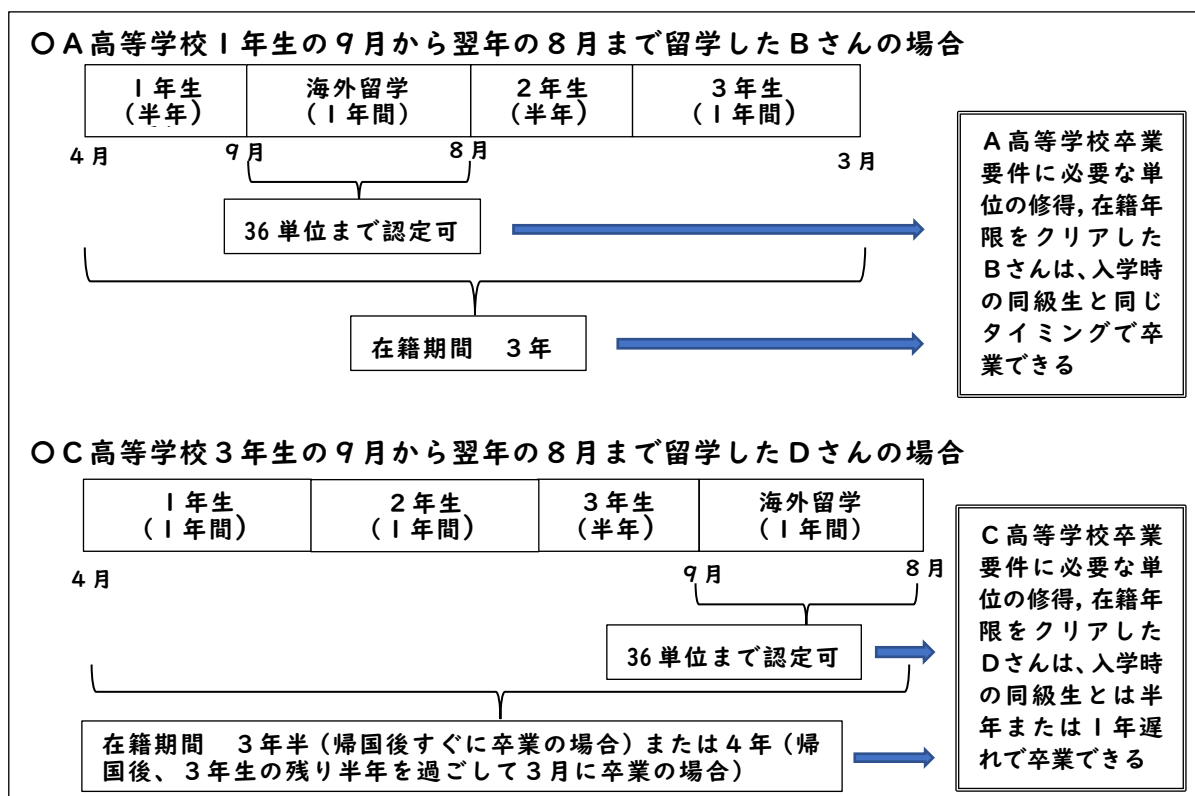 〇A高等学校1年生の9月から翌年の8月まで留学したBさんの場合
1年生
(半年)
海外留学
(1年間)
2年生
(半年)
3年生
(1年間)
4月
9月
8月
3月
36単位まで認定可
在籍期間 3年
A高等学校卒業
要件に必要な単
位の修得,在籍年
限をクリアした
Bさんは、入学時
の同級生と同じ
タイミングで卒
業できる
〇C高等学校3年生の9月から翌年の8月まで留学したDさんの場合
1年生
(1年間)
2年生
(1年間)
3年生
(半年)
海外留学
(1年間)
4月
9月
8月
36単位まで認定可
在籍期間 3年半(帰国後すぐに卒業の場合)または4年(帰
国後、3年生の残り半年を過ごして3月に卒業の場合)
C高等学校卒業
要件に必要な単
位の修得,在籍年
限をクリアした
Dさんは、入学時
の同級生とは半
年または1年遅
れで卒業できる